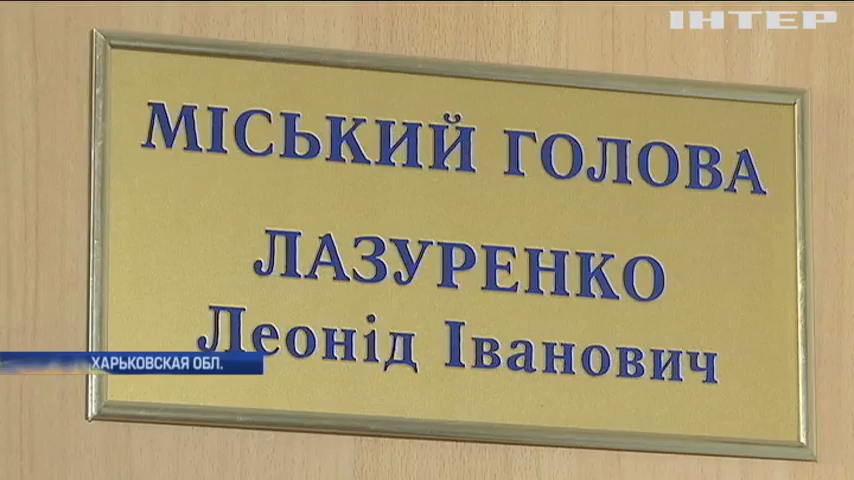 ІНТЕР
МІСЬКИЙ ГОЛОВА
ЛАЗУРЕНКО
Леонід Іванович
ХАРЬКОВСКАЯ ОБЛ.